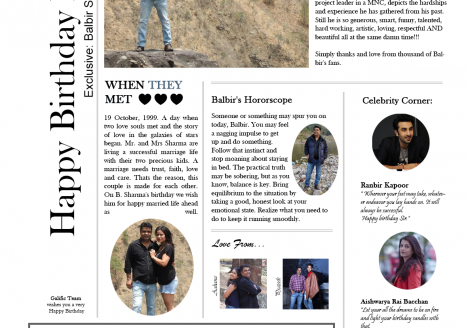 project leader in a MNC, depicts the hardships
and experience he has gathered from his past.
Still he is so generous, smart, funny, talented,
hard working, artistic, loving, respectful AND
beautiful all at the same damn time!!!
Simply thanks and love from thousand of Bal-
bir's fans.
Happy Birthday
Exclusive: Balbir S
WHEN THEY
MET
19 October, 1999. A day when
two love souls met and the story
of love in the galaxies of stars
began. Mr. and Mrs Sharma are
living a successful marriage life
with their two precious kids. A
marriage needs trust, faith, love
and care. Thats the reason, this
couple is made for each other.
On B. Sharma's birthday we wish
him for happy married life ahead
as well.
Galific Team
wishes you a very
Happy Birthday
Balbir's Hororscope
Someone or something may spur you on
today, Balbir. You may feel
a nagging impulse to get
up and do something.
Follow that instinct and
stop moaning about staying
in bed. The practical truth
may be sobering, but as you
know, balance is key. Bring
equilibrium to the situation by
taking a good, honest look at your
emotional state. Realize what you need to
do to keep it running smoothly.
Love From...
Celebrity Corner:
Ranbir Kapoor
"Wherever your feet may take, whatev-
er endeavor you lay hands on. It will
always be successful.
Happy birthday Sir."
Aishwarya Rai Bacchan
"Let your all the dreams to be on fire
and light your birthday candles with
that.